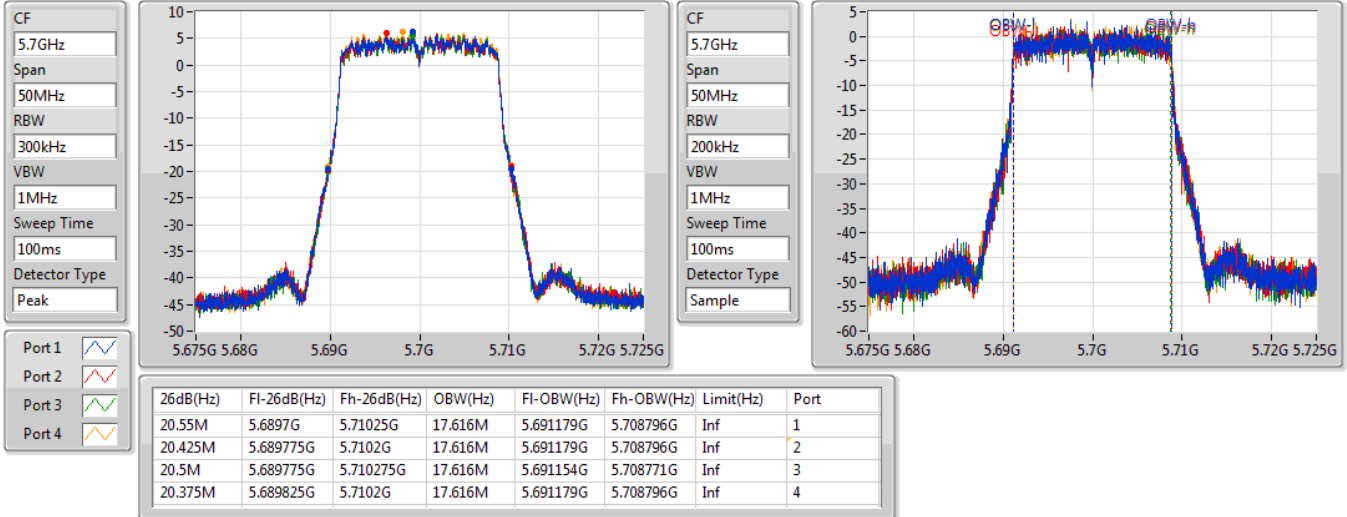 CF
5.7GHz
Span
50MHz
RBW
300kHz
VBW
1MHz
Sweep Time
100ms
Detector Type
Peak
10
5
0
-5
-10
-15
-20
-25
-30
-35
-40
-45
-50
5.675G 5.68G 5.69G 5.7G 5.71G 5.72G 5.725G
CF
5.7GHz
Span
50MHz
RBW
200kHz
VBW
1MHz
Sweep Time
100ms
Detector Type
Sample
OBW-l OBW-h
5
0
-5
-10
-15
-20
-25
-30
-35
-40
-45
-50
-55
-60
5.675G 5.68G 5.69G 5.7G 5.71G 5.72G 5.725G
Port 1
Port 2
Port 3
Port 4
26dB(Hz) Fl-26dB(Hz) Fh-26dB(Hz) OBW(Hz) Fl-OBW(Hz) Fh-OBW(Hz) Limit(Hz) Port
20.55M 5.6897G 5.71025G 17.616M 5.691179G 5.708796G Inf 1
20.425M 5.689775G 5.7102G 17.616M 5.691179G 5.708796G Inf 2
20.5M 5.689775G 5.710275G 17.616M 5.691154G 5.708771G Inf 3
20.375M 5.689825G 5.7102G 17.616M 5.691179G 5.708796G Inf 4